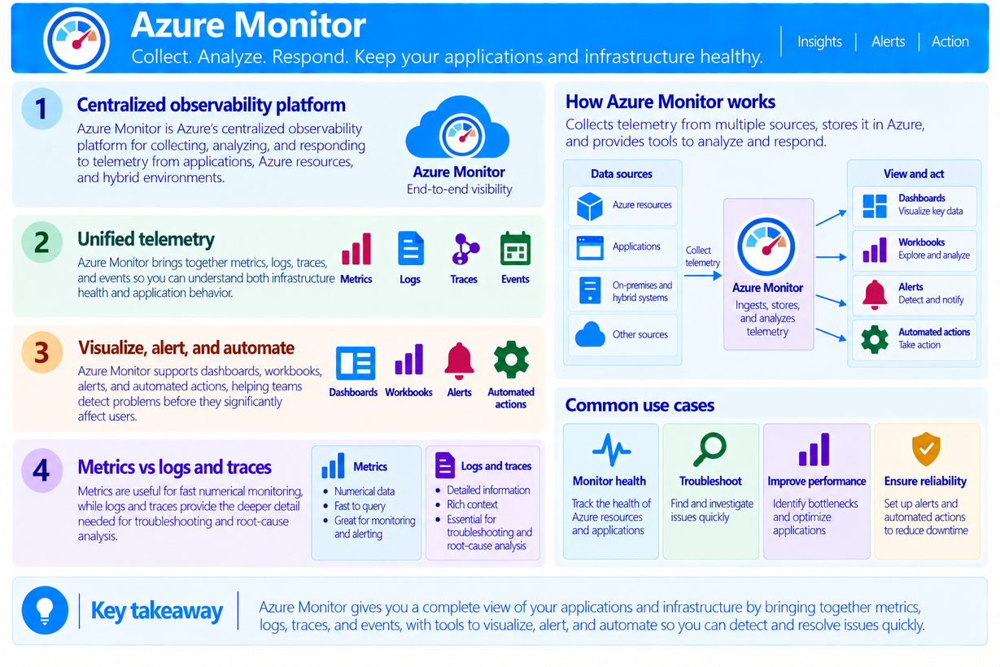 Azure Monitor
Collect. Analyze. Respond. Keep your applications and infrastructure healthy.
Insights
Alerts
Action
1
Centralized observability platform
Azure Monitor is Azure's centralized observability
platform for collecting, analyzing, and responding
to telemetry from applications, Azure resources,
and hybrid environments.
Azure Monitor
End-to-end visibility
2
Unified telemetry
Azure Monitor brings together metrics, logs, traces,
and events so you can understand both infrastructure
health and application behavior.
Metrics
Logs
Traces
Events
3
Visualize, alert, and automate
Azure Monitor supports dashboards, workbooks,
alerts, and automated actions, helping teams
detect problems before they significantly
affect users.
Dashboards
Workbooks
Alerts
Automated
actions
4
Metrics vs logs and traces
Metrics are useful for fast numerical monitoring,
while logs and traces provide the deeper detail
needed for troubleshooting and root-cause
analysis.
Metrics
• Numerical data
• Fast to query
• Great for monitoring
and alerting
Logs and traces
• Detailed information
• Rich context
• Essential for
troubleshooting and
root-cause analysis
How Azure Monitor works
Collects telemetry from multiple sources, stores it in Azure,
and provides tools to analyze and respond.
Data sources
Azure resources
Applications
On-premises and
hybrid systems
Other sources
Collect
telemetry
Azure Monitor
Ingests, stores,
and analyzes
telemetry
View and act
Dashboards
Visualize key data
Workbooks
Explore and analyze
Alerts
Detect and notify
Automated actions
Take action
Common use cases
Monitor health
Track the health of
Azure resources
and applications
Troubleshoot
Find and investigate
issues quickly
Improve performance
Identify bottlenecks
and optimize
applications
Ensure reliability
Set up alerts and
automated actions
to reduce downtime
Key takeaway
Azure Monitor gives you a complete view of your applications and infrastructure by bringing together metrics,
logs, traces, and events, with tools to visualize, alert, and automate so you can detect and resolve issues quickly.